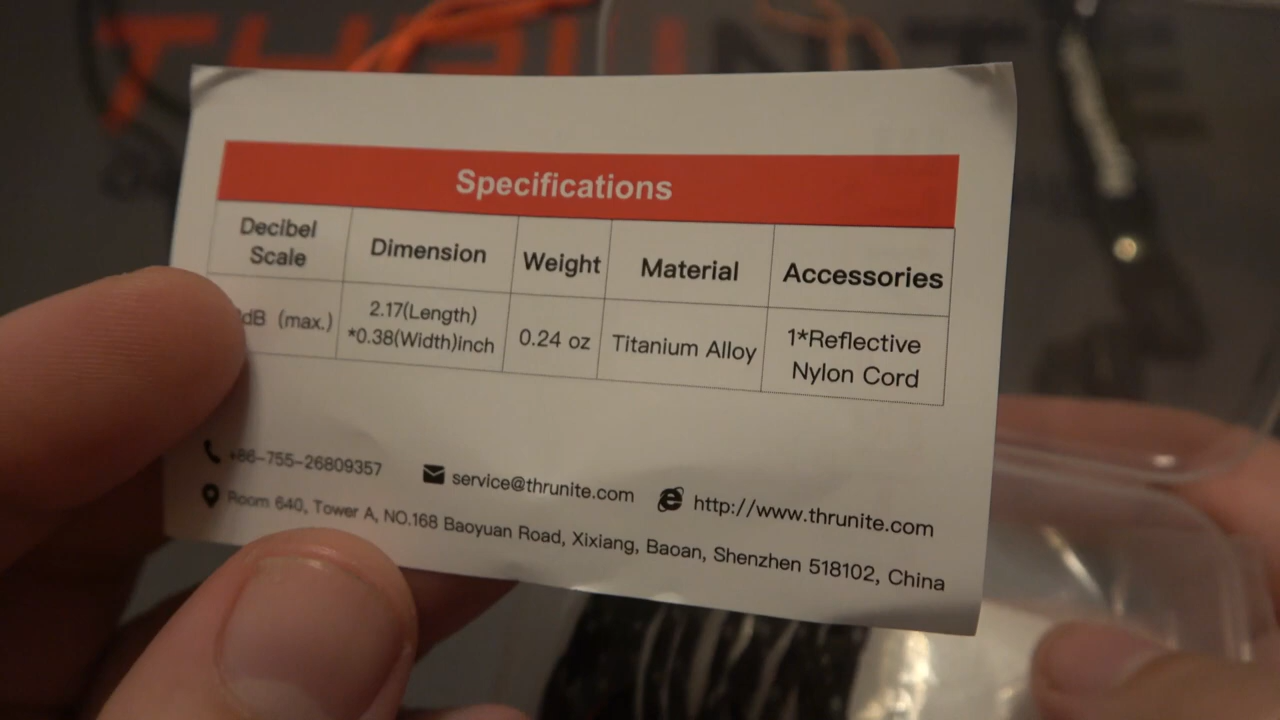 THRUNITE
Specifications
Decibel Scale
Dimension
Weight
Material
Accessories
dB (max.)
2.17(Length)
*0.38(Width)inch
0.24 oz
Titanium Alloy
1*Reflective
Nylon Cord
+86-755-26809357
service@thrunite.com
http://www.thrunite.com
Room 640, Tower A, NO.168 Baoyuan Road, Xixiang, Baoan, Shenzhen 518102, China